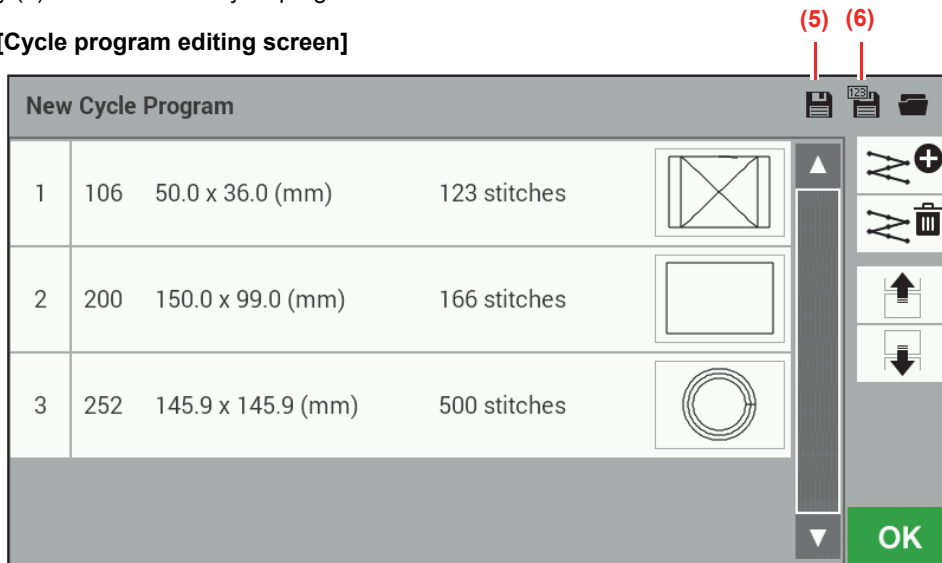 (5) (6)
[Cycle program editing screen]
New Cycle Program
123
1 106 50.0 x 36.0 (mm) 123 stitches
2 200 150.0 x 99.0 (mm) 166 stitches
3 252 145.9 x 145.9 (mm) 500 stitches
OK